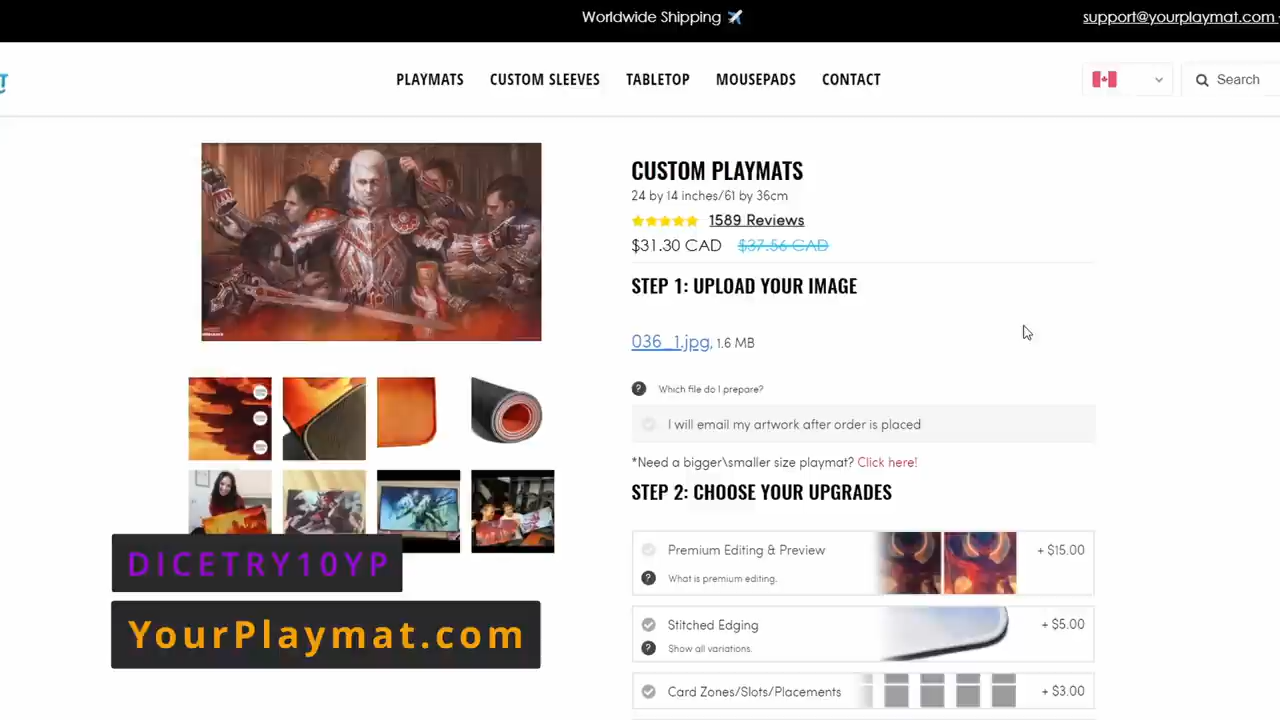 Worldwide Shipping
support@yourplaymat.com
PLAYMATS CUSTOM SLEEVES TABLETOP MOUSEPADS CONTACT
Search
CUSTOM PLAYMATS
24 by 14 inches/61 by 36cm
1589 Reviews
$31.30 CAD $37.56 CAD
STEP 1: UPLOAD YOUR IMAGE
036_1.jpg, 1.6 MB
? Which file do I prepare?
I will email my artwork after order is placed
*Need a bigger\smaller size playmat? Click here!
STEP 2: CHOOSE YOUR UPGRADES
Premium Editing & Preview + $15.00
? What is premium editing.
Stitched Edging + $5.00
? Show all variations.
Card Zones/Slots/Placements + $3.00
DICETRY10YP
YourPlaymat.com